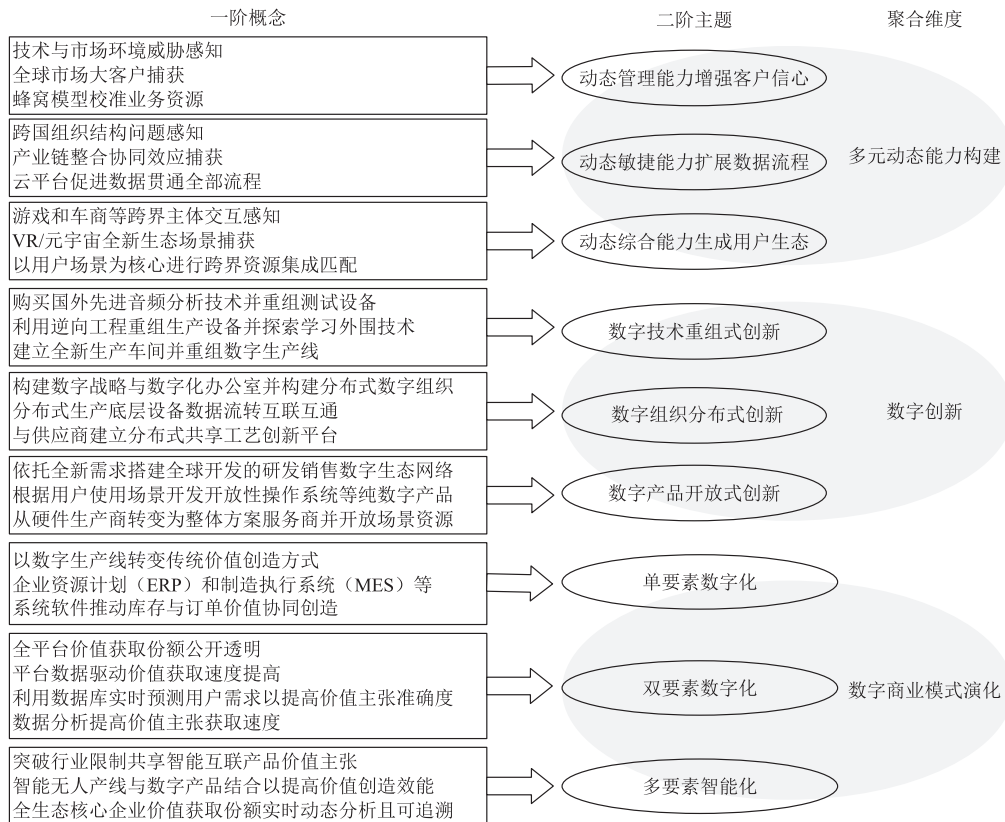 一阶概念
二阶主题
聚合维度
技术与市场环境威胁感知
全球市场大客户捕获
蜂窝模型校准业务资源
动态管理能力增强客户信心
跨国组织结构问题感知
产业链整合协同效应捕获
云平台促进数据贯通全部流程
动态敏捷能力扩展数据流程
多元动态能力构建
游戏和车商等跨界主体交互感知
VR/元宇宙全新生态场景捕获
以用户场景为核心进行跨界资源集成匹配
动态综合能力生成用户生态
购买国外先进音频分析技术并重组测试设备
利用逆向工程重组生产设备并探索学习外围技术
建立全新生产车间并重组数字生产线
数字技术重组式创新
构建数字战略与数字化办公室并构建分布式数字组织
分布式生产底层设备数据流转互联互通
与供应商建立分布式共享工艺创新平台
数字组织分布式创新
数字创新
依托全新需求搭建全球开发的研发销售数字生态网络
根据用户使用场景开发开放性操作系统等纯数字产品
从硬件生产商转变为整体方案服务商并开放场景资源
数字产品开放式创新
以数字生产线转变传统价值创造方式
企业资源计划（ERP）和制造执行系统（MES）等
系统软件推动库存与订单价值协同创造
单要素数字化
全平台价值获取份额公开透明
平台数据驱动价值获取速度提高
利用数据库实时预测用户需求以提高价值主张准确度
数据分析提高价值主张获取速度
双要素数字化
数字商业模式演化
突破行业限制共享智能互联产品价值主张
智能无人产线与数字产品结合以提高价值创造效能
全生态核心企业价值获取份额实时动态分析且可追溯
多要素智能化